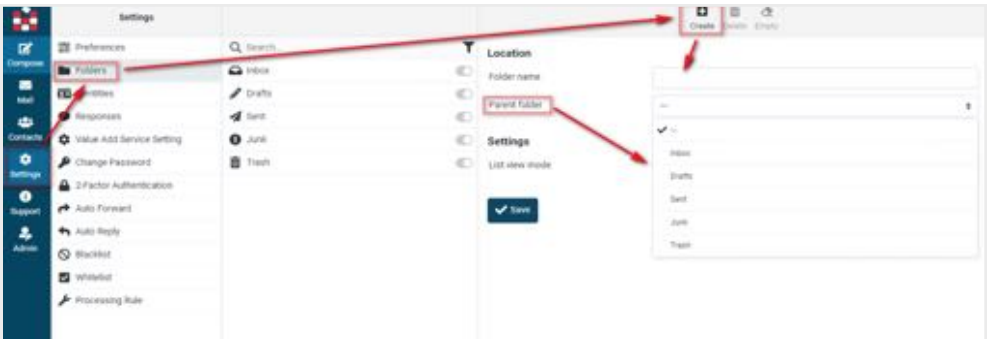 Settings
Create Delete Empty
Compose
Mail
Contacts
Settings
Support
Admin
Preferences
Folders
Identities
Responses
Value Add Service Setting
Change Password
2-Factor Authentication
Auto Forward
Auto Reply
Blacklist
Whitelist
Processing Rule
Search...
Inbox
Drafts
Sent
Junk
Trash
Location
Folder name
Parent folder
---
Settings
List view mode
Save
---
Inbox
Drafts
Sent
Junk
Trash